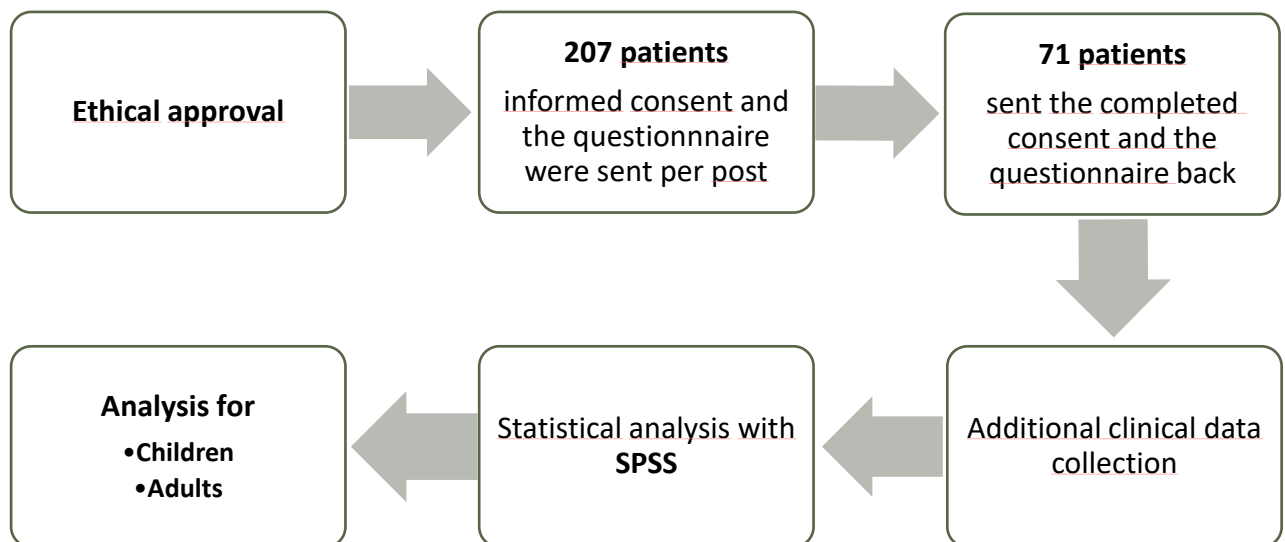 Ethical approval
207 patients
informed consent and
the questionnnaire
were sent per post
71 patients
sent the completed
consent and the
questionnaire back
Additional clinical data
collection
Statistical analysis with
SPSS
Analysis for
•Children
•Adults